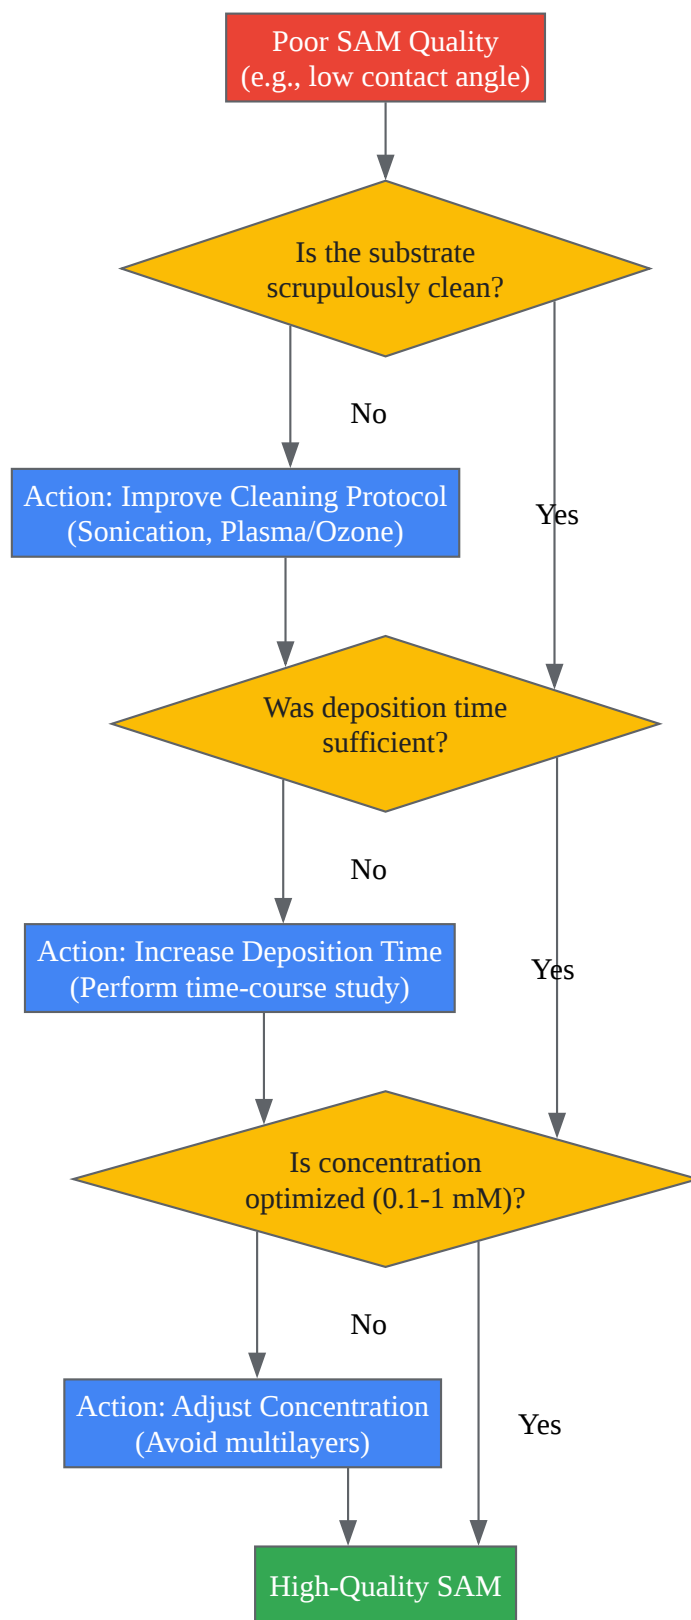 Poor SAM Quality
(e.g., low contact angle)
Is the substrate
scrupulously clean?
No
Action: Improve Cleaning Protocol
(Sonication, Plasma/Ozone)
Yes
Was deposition time
sufficient?
No
Action: Increase Deposition Time
(Perform time-course study)
Yes
Is concentration
optimized (0.1-1 mM)?
No
Action: Adjust Concentration
(Avoid multilayers)
Yes
High-Quality SAM